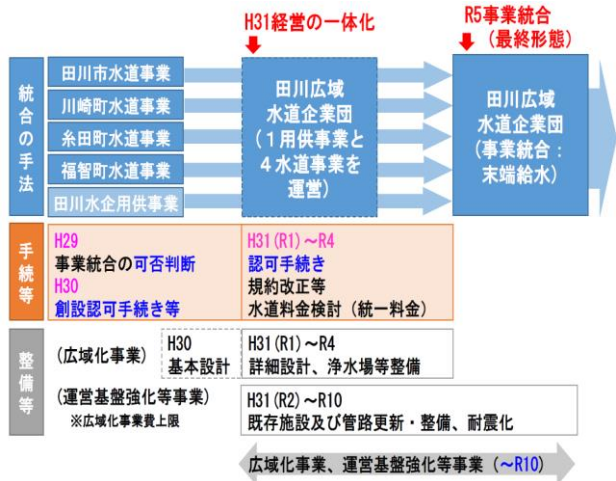 H31経営の一体化
R5事業統合
(最終形態)
統合の手法
田川市水道事業
川崎町水道事業
糸田町水道事業
福智町水道事業
田川水企用供事業
田川広域
水道企業団
(1用供事業と
4水道事業を
運営)
田川広域
水道企業団
(事業統合:
末端給水)
手続等
H29
事業統合の可否判断
H30
創設認可手続き等
H31(R1)～R4
認可手続き
規約改正等
水道料金検討(統一料金)
整備等
(広域化事業)
H30
基本設計
H31(R1)～R4
詳細設計、浄水場等整備
(運営基盤強化等事業)
※広域化事業費上限
H31(R2)～R10
既存施設及び管路更新・整備、耐震化
広域化事業、運営基盤強化等事業(～R10)